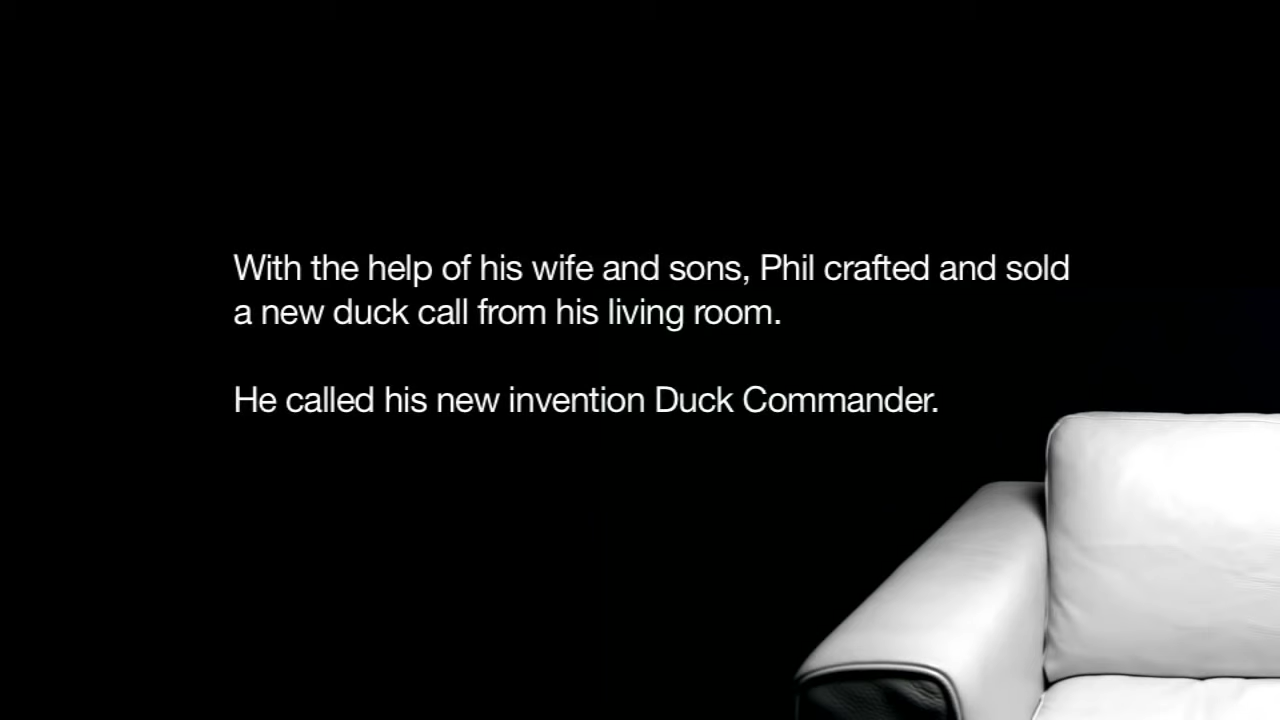 With the help of his wife and sons, Phil crafted and sold
a new duck call from his living room.
He called his new invention Duck Commander.